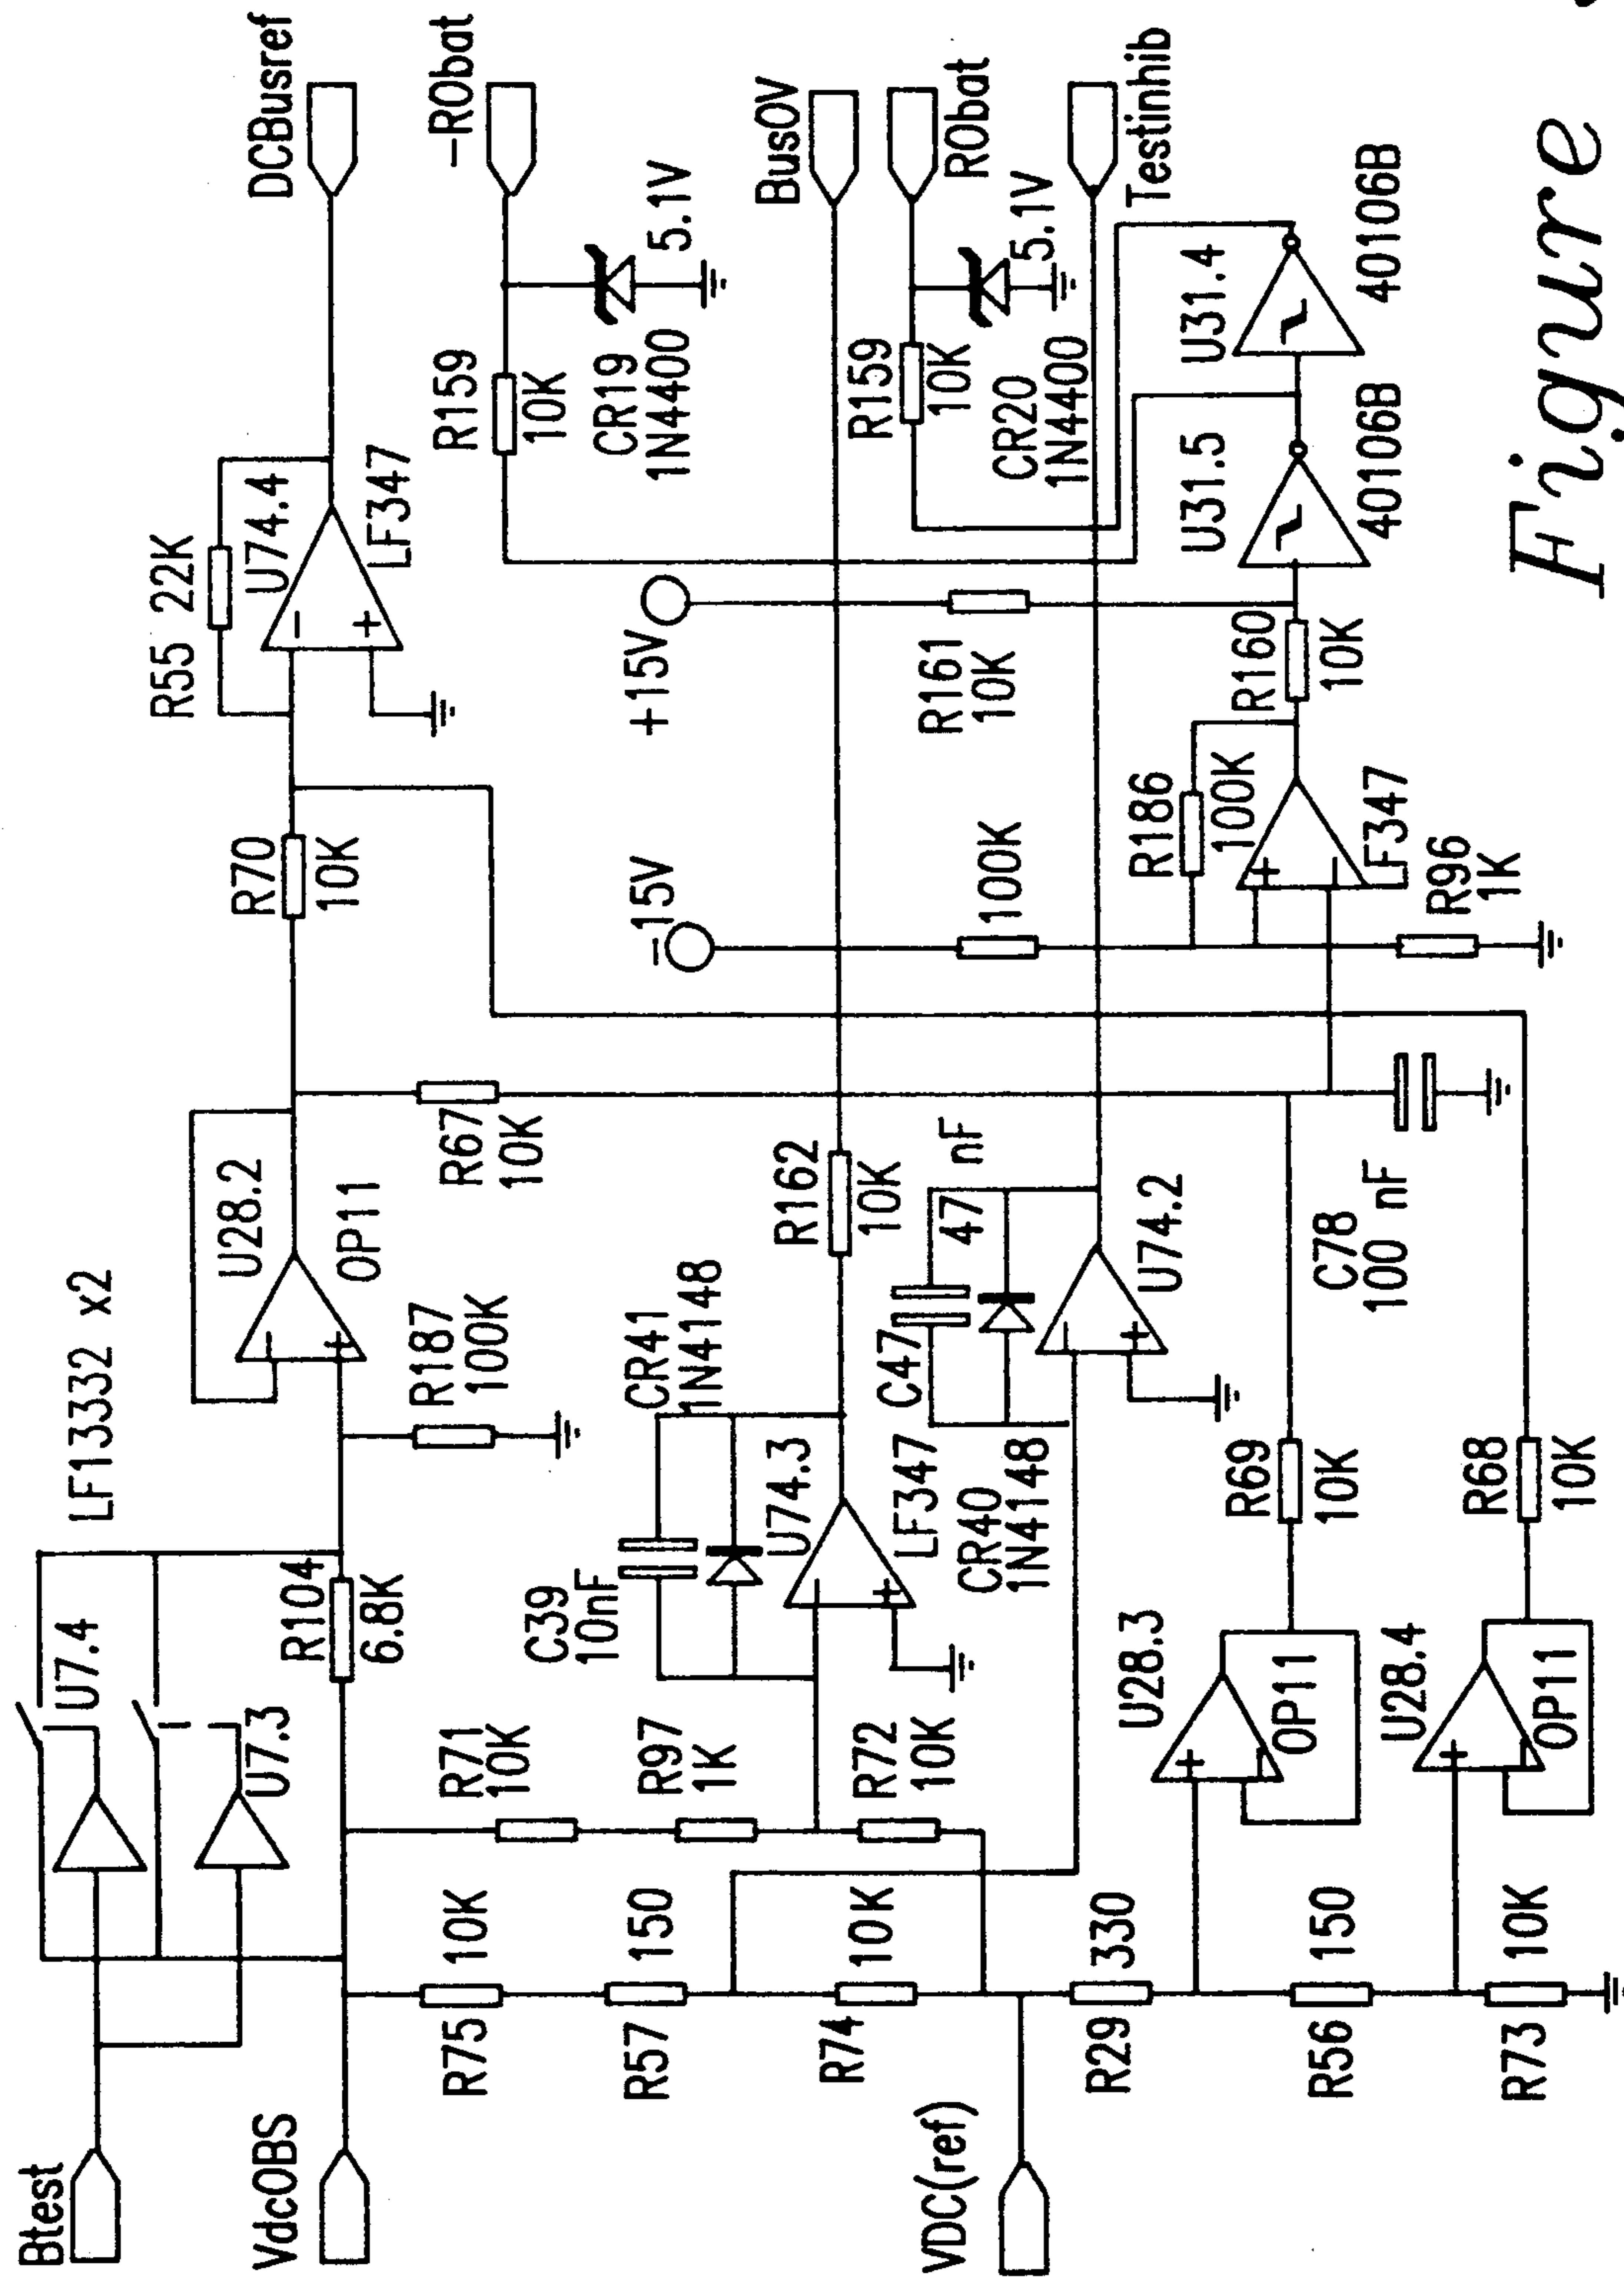 Btest
VdcOBS
VDC(ref)
U7.4
U7.3
LF13332 x2
R104
6.8K
R187
100K
U28.2
OP11
R67
10K
R70
10K
R55 22K
U74.4
LF347
−
+
DCBusref
−RObat
R159
10K
CR19
1N4400
5.1V
BusOV
RObat
R159
10K
CR20
1N4400
5.1V
Testinhib
R75
10K
R57
150
R74
10K
R29
330
R56
150
R73
10K
R71
10K
R97
1K
R72
10K
C39
10nF
CR41
1N4148
U74.3
LF347
−
+
R162
10K
C47
47 nF
CR40
1N4148
U74.2
−
+
U28.3
OP11
+
−
R69
10K
U28.4
OP11
+
−
R68
10K
C78
100 nF
−15V
100K
R186
100K
LF347
+
−
R96
1K
+15V
R161
10K
R160
10K
U31.5
40106B
U31.4
40106B
Figure